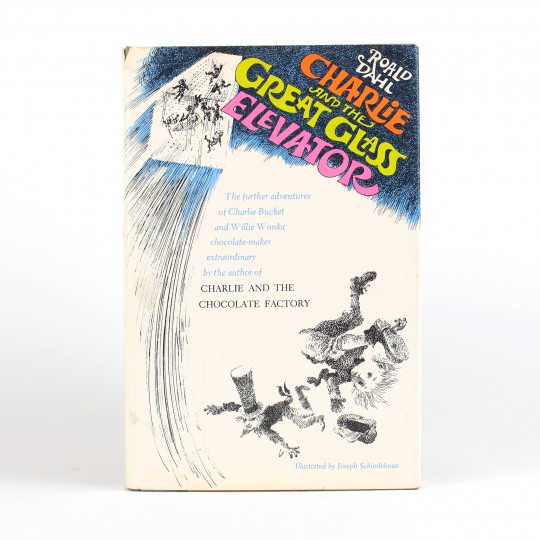 ROALD
DAHL
CHARLIE
AND THE
GREAT GLASS
ELEVATOR
The further adventures
of Charlie Bucket
and Willie Wonka
chocolate-maker
extraordinary
by the author of
CHARLIE AND THE
CHOCOLATE FACTORY
Illustrated by Joseph Schindelman